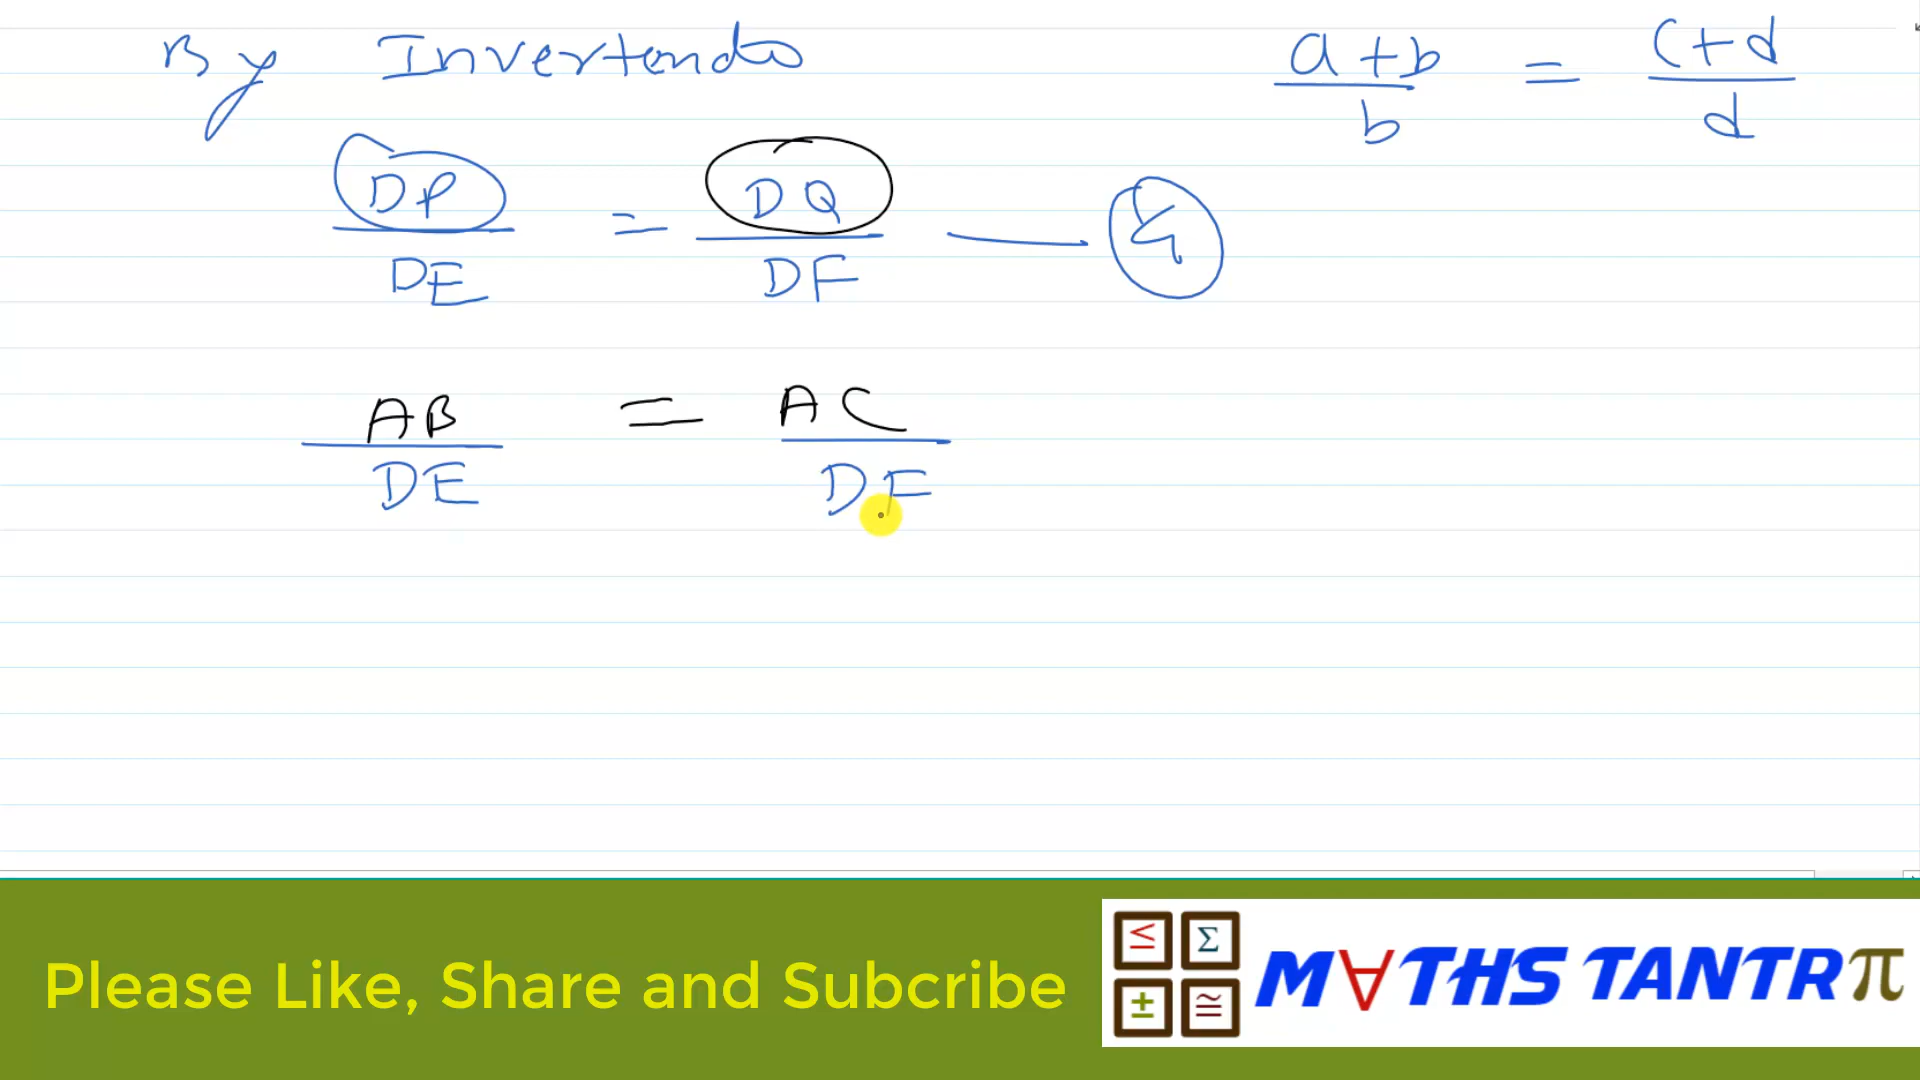 By Invertendo
a+b/b = c+d/d
DP/DE = DQ/DF — 4
AB/DE = AC/DF
Please Like, Share and Subcribe
≤ Σ ± ≅
M∀THS TANTRπ